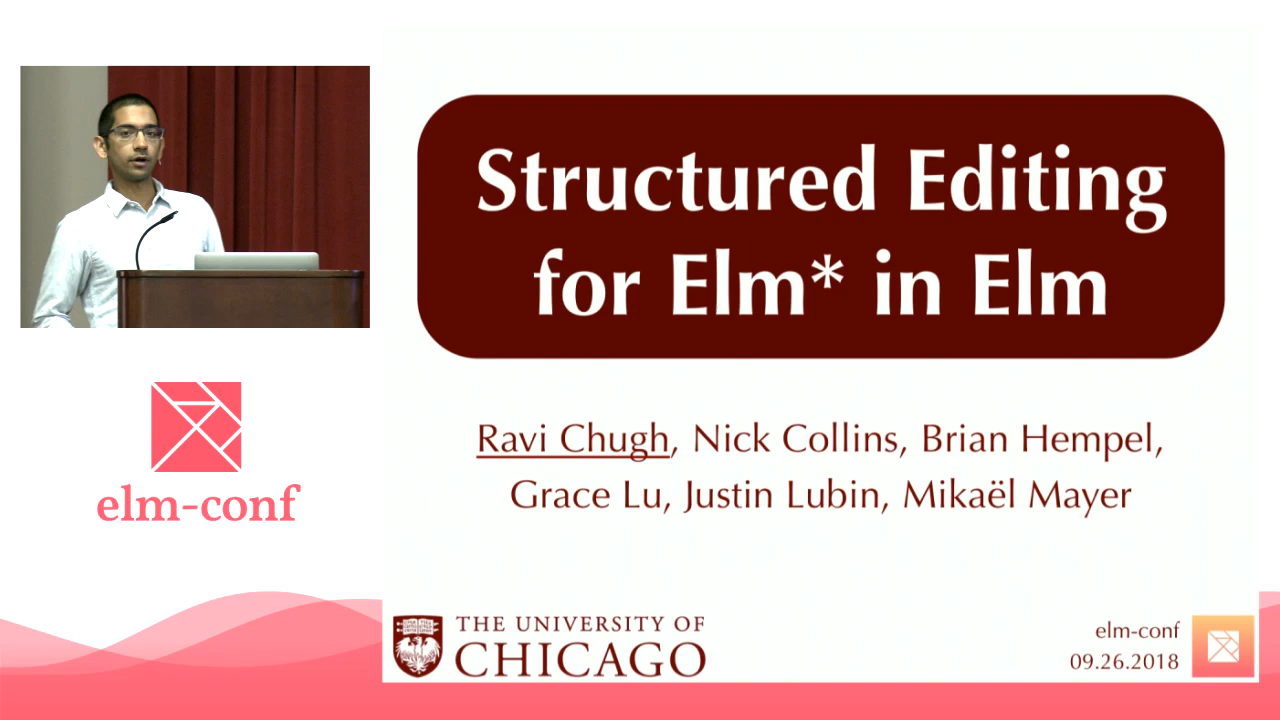 Structured Editing
for Elm* in Elm
Ravi Chugh, Nick Collins, Brian Hempel,
Grace Lu, Justin Lubin, Mikaël Mayer
elm-conf
THE UNIVERSITY OF
CHICAGO
elm-conf
09.26.2018